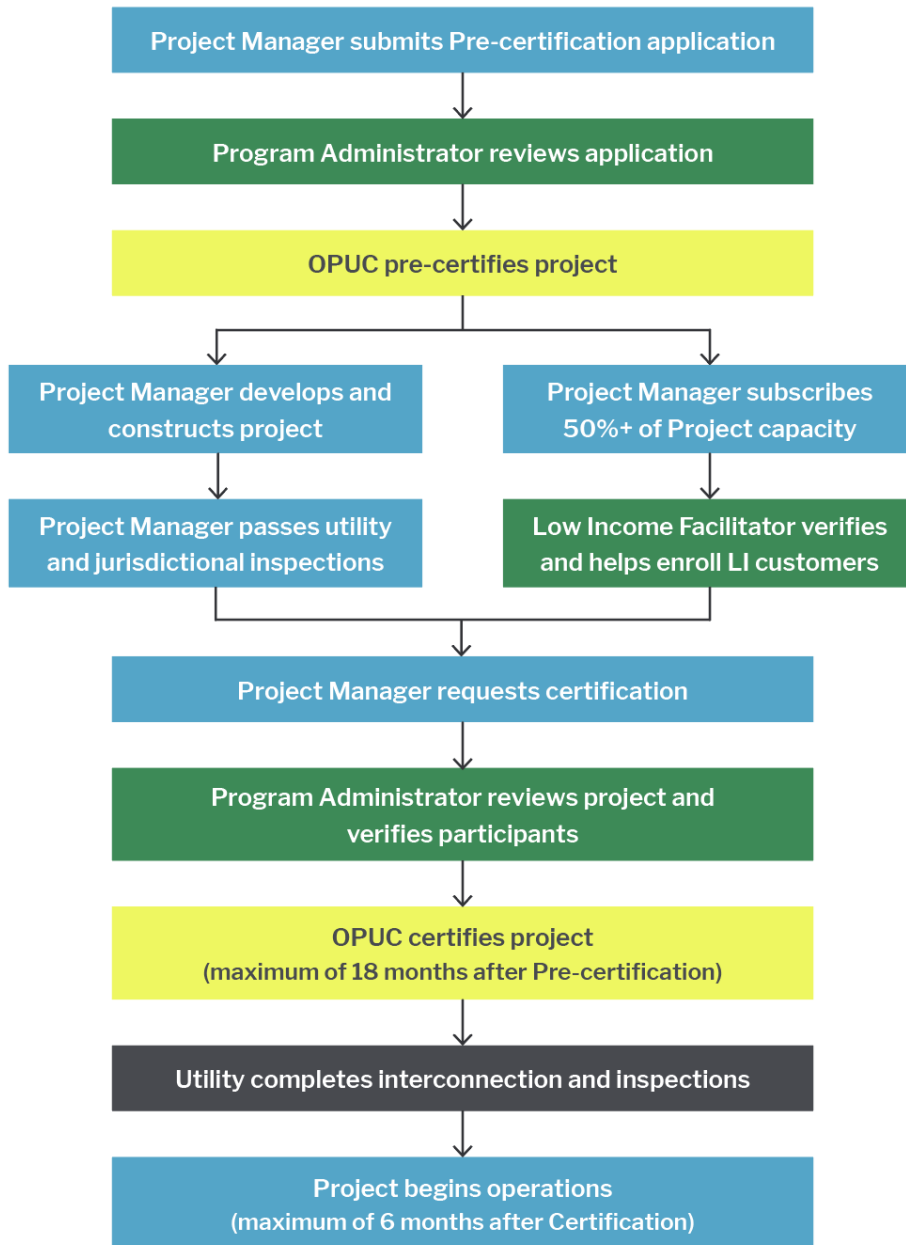 Project Manager submits Pre-certification application
Program Administrator reviews application
OPUC pre-certifies project
Project Manager develops and
constructs project
Project Manager subscribes
50%+ of Project capacity
Project Manager passes utility
and jurisdictional inspections
Low Income Facilitator verifies
and helps enroll LI customers
Project Manager requests certification
Program Administrator reviews project and
verifies participants
OPUC certifies project
(maximum of 18 months after Pre-certification)
Utility completes interconnection and inspections
Project begins operations
(maximum of 6 months after Certification)